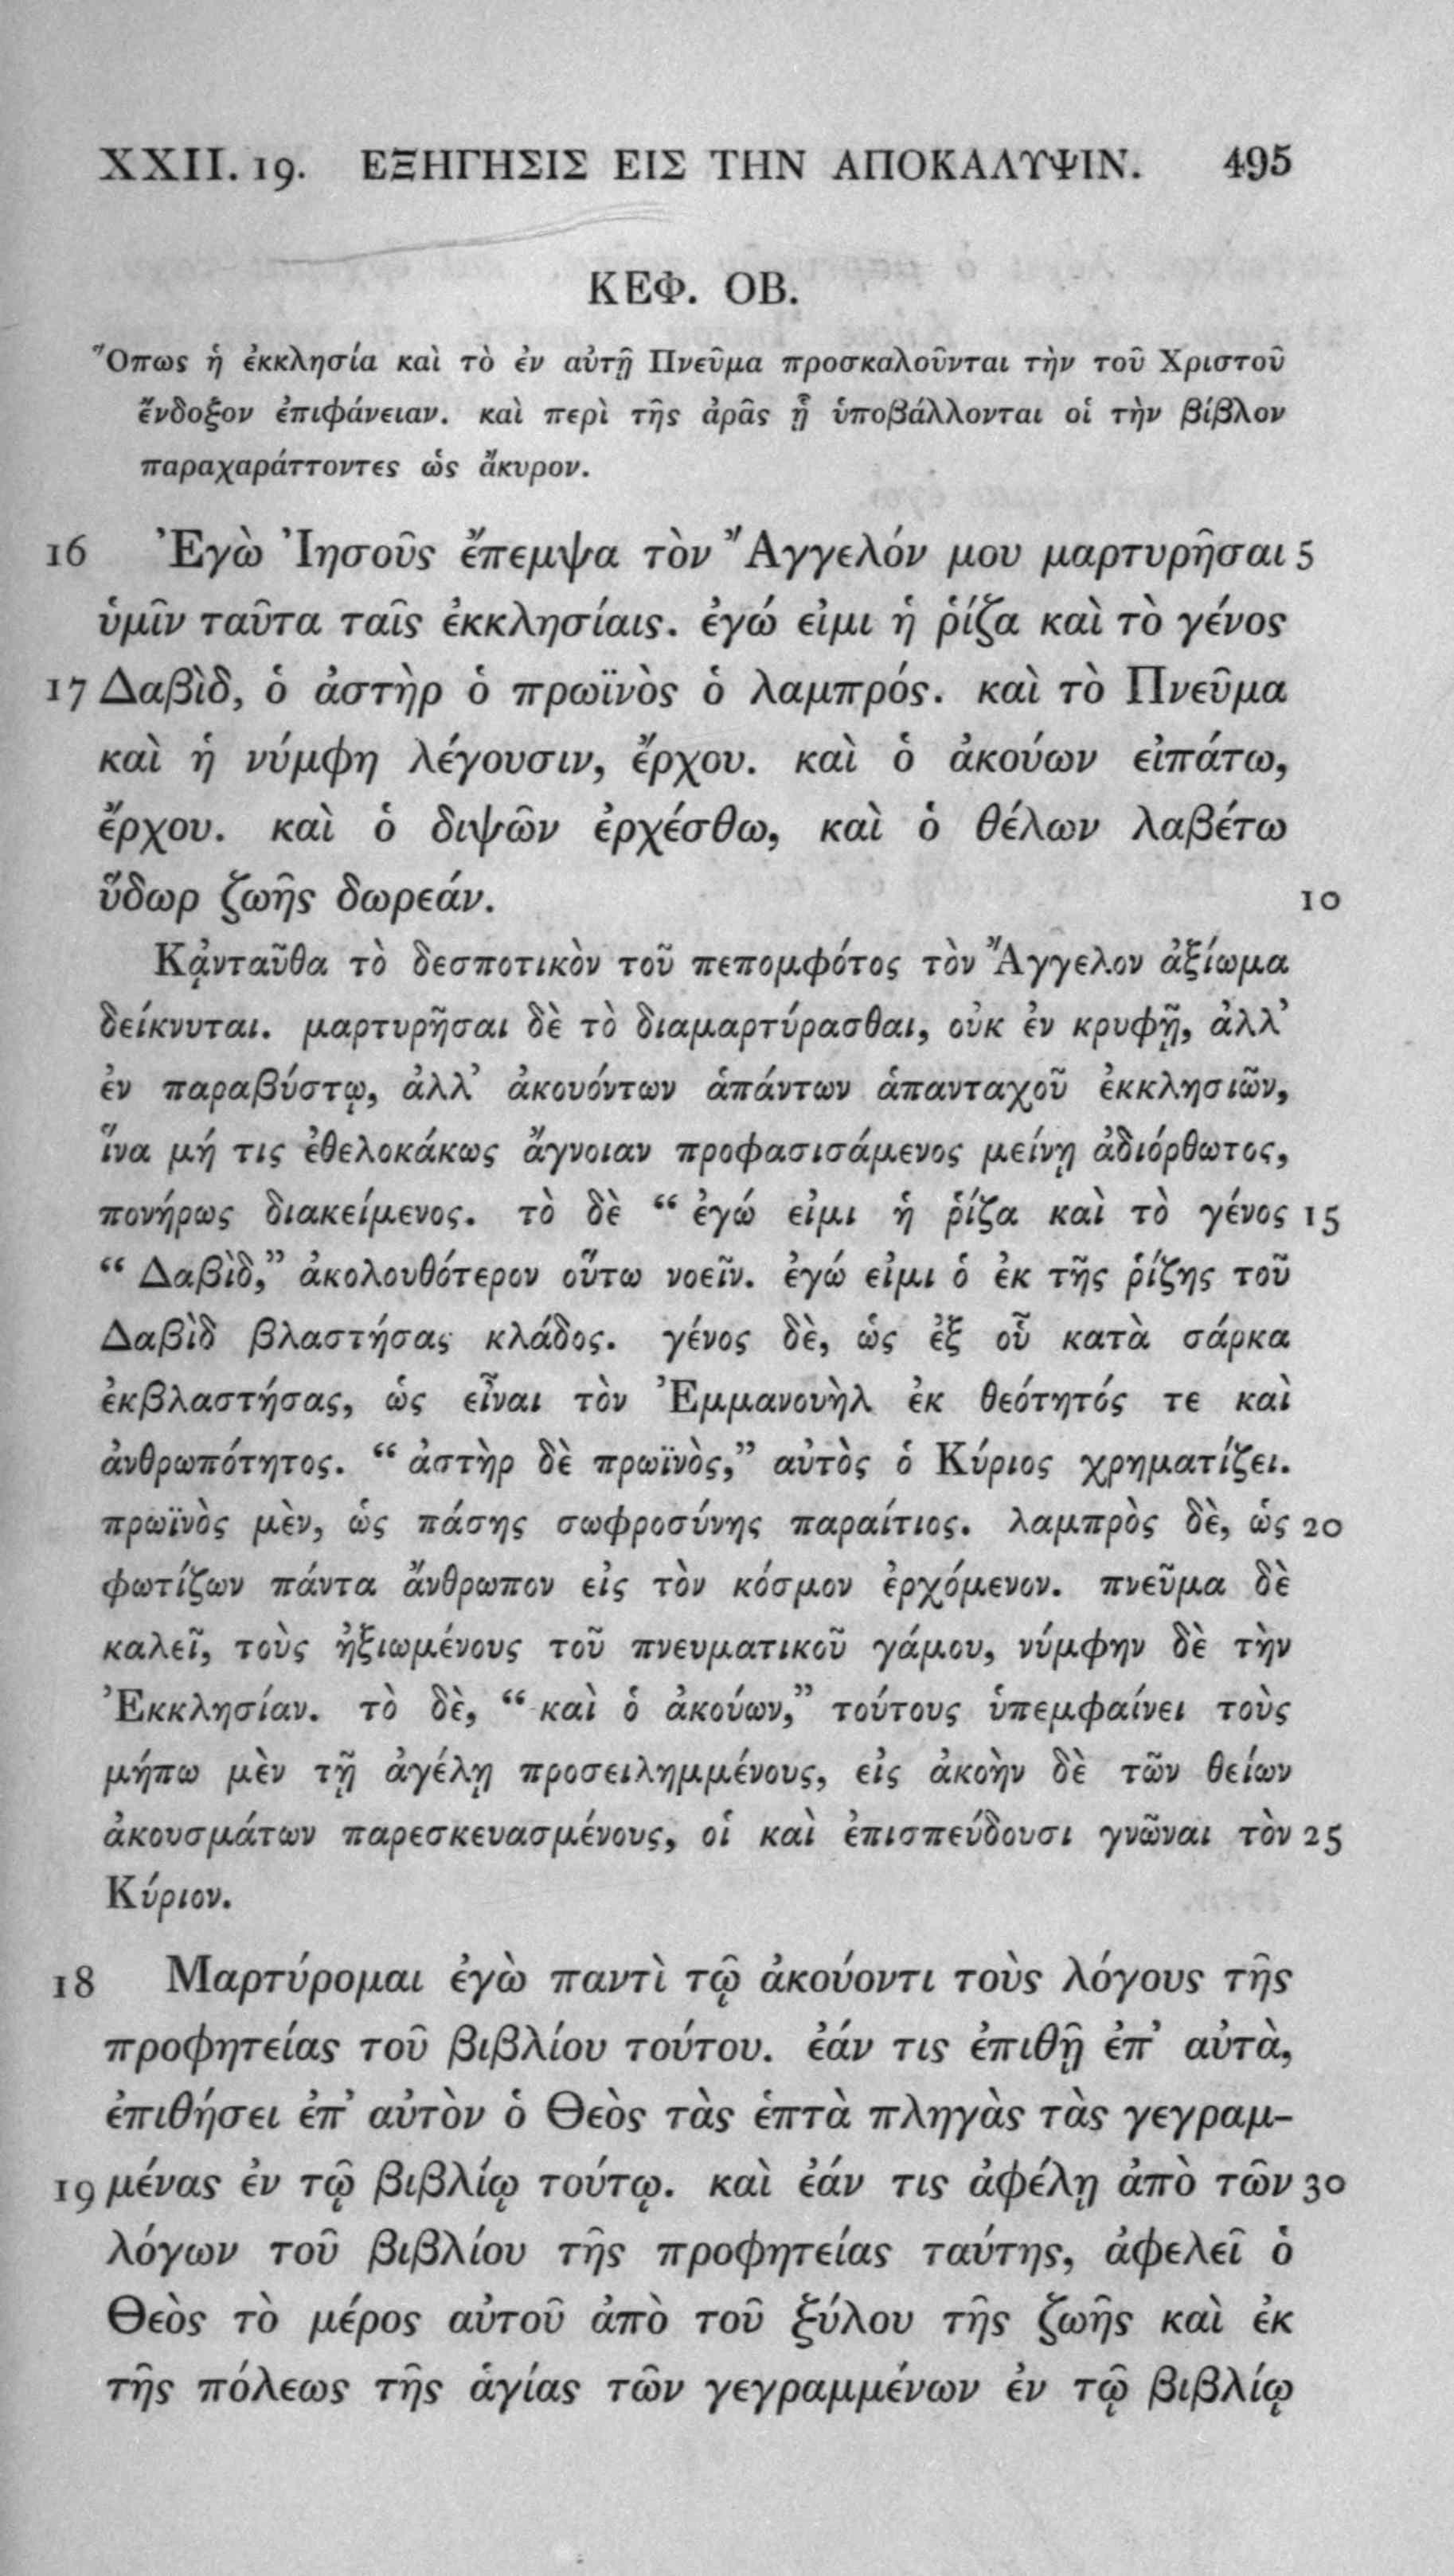 XXII. 19. ΕΞΗΓΗΣΙΣ ΕΙΣ ΤΗΝ ΑΠΟΚΑΛΥΨΙΝ. 495
ΚΕΦ. ΟΒ.
Ὅπως ἡ ἐκκλησία καὶ τὸ ἐν αὐτῇ Πνεῦμα προσκαλοῦνται τὴν τοῦ Χριστοῦ
ἔνδοξον ἐπιφάνειαν. καὶ περὶ τῆς ἀρᾶς ᾗ ὑποβάλλονται οἱ τὴν βίβλον
παραχαράττοντες ὡς ἄκυρον.
16 Ἐγὼ Ἰησοῦς ἔπεμψα τὸν Ἄγγελόν μου μαρτυρῆσαι 5
ὑμῖν ταῦτα ταῖς ἐκκλησίαις. ἐγώ εἰμι ἡ ῥίζα καὶ τὸ γένος
17 Δαβὶδ, ὁ ἀστὴρ ὁ πρωϊνὸς ὁ λαμπρός. καὶ τὸ Πνεῦμα
καὶ ἡ νύμφη λέγουσιν, ἔρχου. καὶ ὁ ἀκούων εἰπάτω,
ἔρχου. καὶ ὁ διψῶν ἐρχέσθω, καὶ ὁ θέλων λαβέτω
ὕδωρ ζωῆς δωρεάν. 10
Κᾀνταῦθα τὸ δεσποτικὸν τοῦ πεπομφότος τὸν Ἄγγελον ἀξίωμα
δείκνυται. μαρτυρῆσαι δὲ τὸ διαμαρτύρασθαι, οὐκ ἐν κρυφῇ, ἀλλ’
ἐν παραβύστῳ, ἀλλ’ ἀκουόντων ἁπάντων ἁπανταχοῦ ἐκκλησιῶν,
ἵνα μή τις ἐθελοκάκως ἄγνοιαν προφασισάμενος μείνῃ ἀδιόρθωτος,
πονήρως διακείμενος. τὸ δὲ “ ἐγώ εἰμι ἡ ῥίζα καὶ τὸ γένος 15
“ Δαβὶδ,” ἀκολουθότερον οὕτω νοεῖν. ἐγώ εἰμι ὁ ἐκ τῆς ῥίζης τοῦ
Δαβὶδ βλαστήσας κλάδος. γένος δὲ, ὡς ἐξ οὗ κατὰ σάρκα
ἐκβλαστήσας, ὡς εἶναι τὸν Ἐμμανουὴλ ἐκ θεότητός τε καὶ
ἀνθρωπότητος. “ ἀστὴρ δὲ πρωϊνὸς,” αὐτὸς ὁ Κύριος χρηματίζει.
πρωϊνὸς μὲν, ὡς πάσης σωφροσύνης παραίτιος. λαμπρὸς δὲ, ὡς 20
φωτίζων πάντα ἄνθρωπον εἰς τὸν κόσμον ἐρχόμενον. πνεῦμα δὲ
καλεῖ, τοὺς ἠξιωμένους τοῦ πνευματικοῦ γάμου, νύμφην δὲ τὴν
Ἐκκλησίαν. τὸ δὲ, “ καὶ ὁ ἀκούων,” τούτους ὑπεμφαίνει τοὺς
μήπω μὲν τῇ ἀγέλῃ προσειλημμένους, εἰς ἀκοὴν δὲ τῶν θείων
ἀκουσμάτων παρεσκευασμένους, οἱ καὶ ἐπισπεύδουσι γνῶναι τὸν 25
Κύριον.
18 Μαρτύρομαι ἐγὼ παντὶ τῷ ἀκούοντι τοὺς λόγους τῆς
προφητείας τοῦ βιβλίου τούτου. ἐάν τις ἐπιθῇ ἐπ’ αὐτὰ,
ἐπιθήσει ἐπ’ αὐτὸν ὁ Θεὸς τὰς ἑπτὰ πληγὰς τὰς γεγραμ-
19 μένας ἐν τῷ βιβλίῳ τούτῳ. καὶ ἐάν τις ἀφέλῃ ἀπὸ τῶν 30
λόγων τοῦ βιβλίου τῆς προφητείας ταύτης, ἀφελεῖ ὁ
Θεὸς τὸ μέρος αὐτοῦ ἀπὸ τοῦ ξύλου τῆς ζωῆς καὶ ἐκ
τῆς πόλεως τῆς ἁγίας τῶν γεγραμμένων ἐν τῷ βιβλίῳ